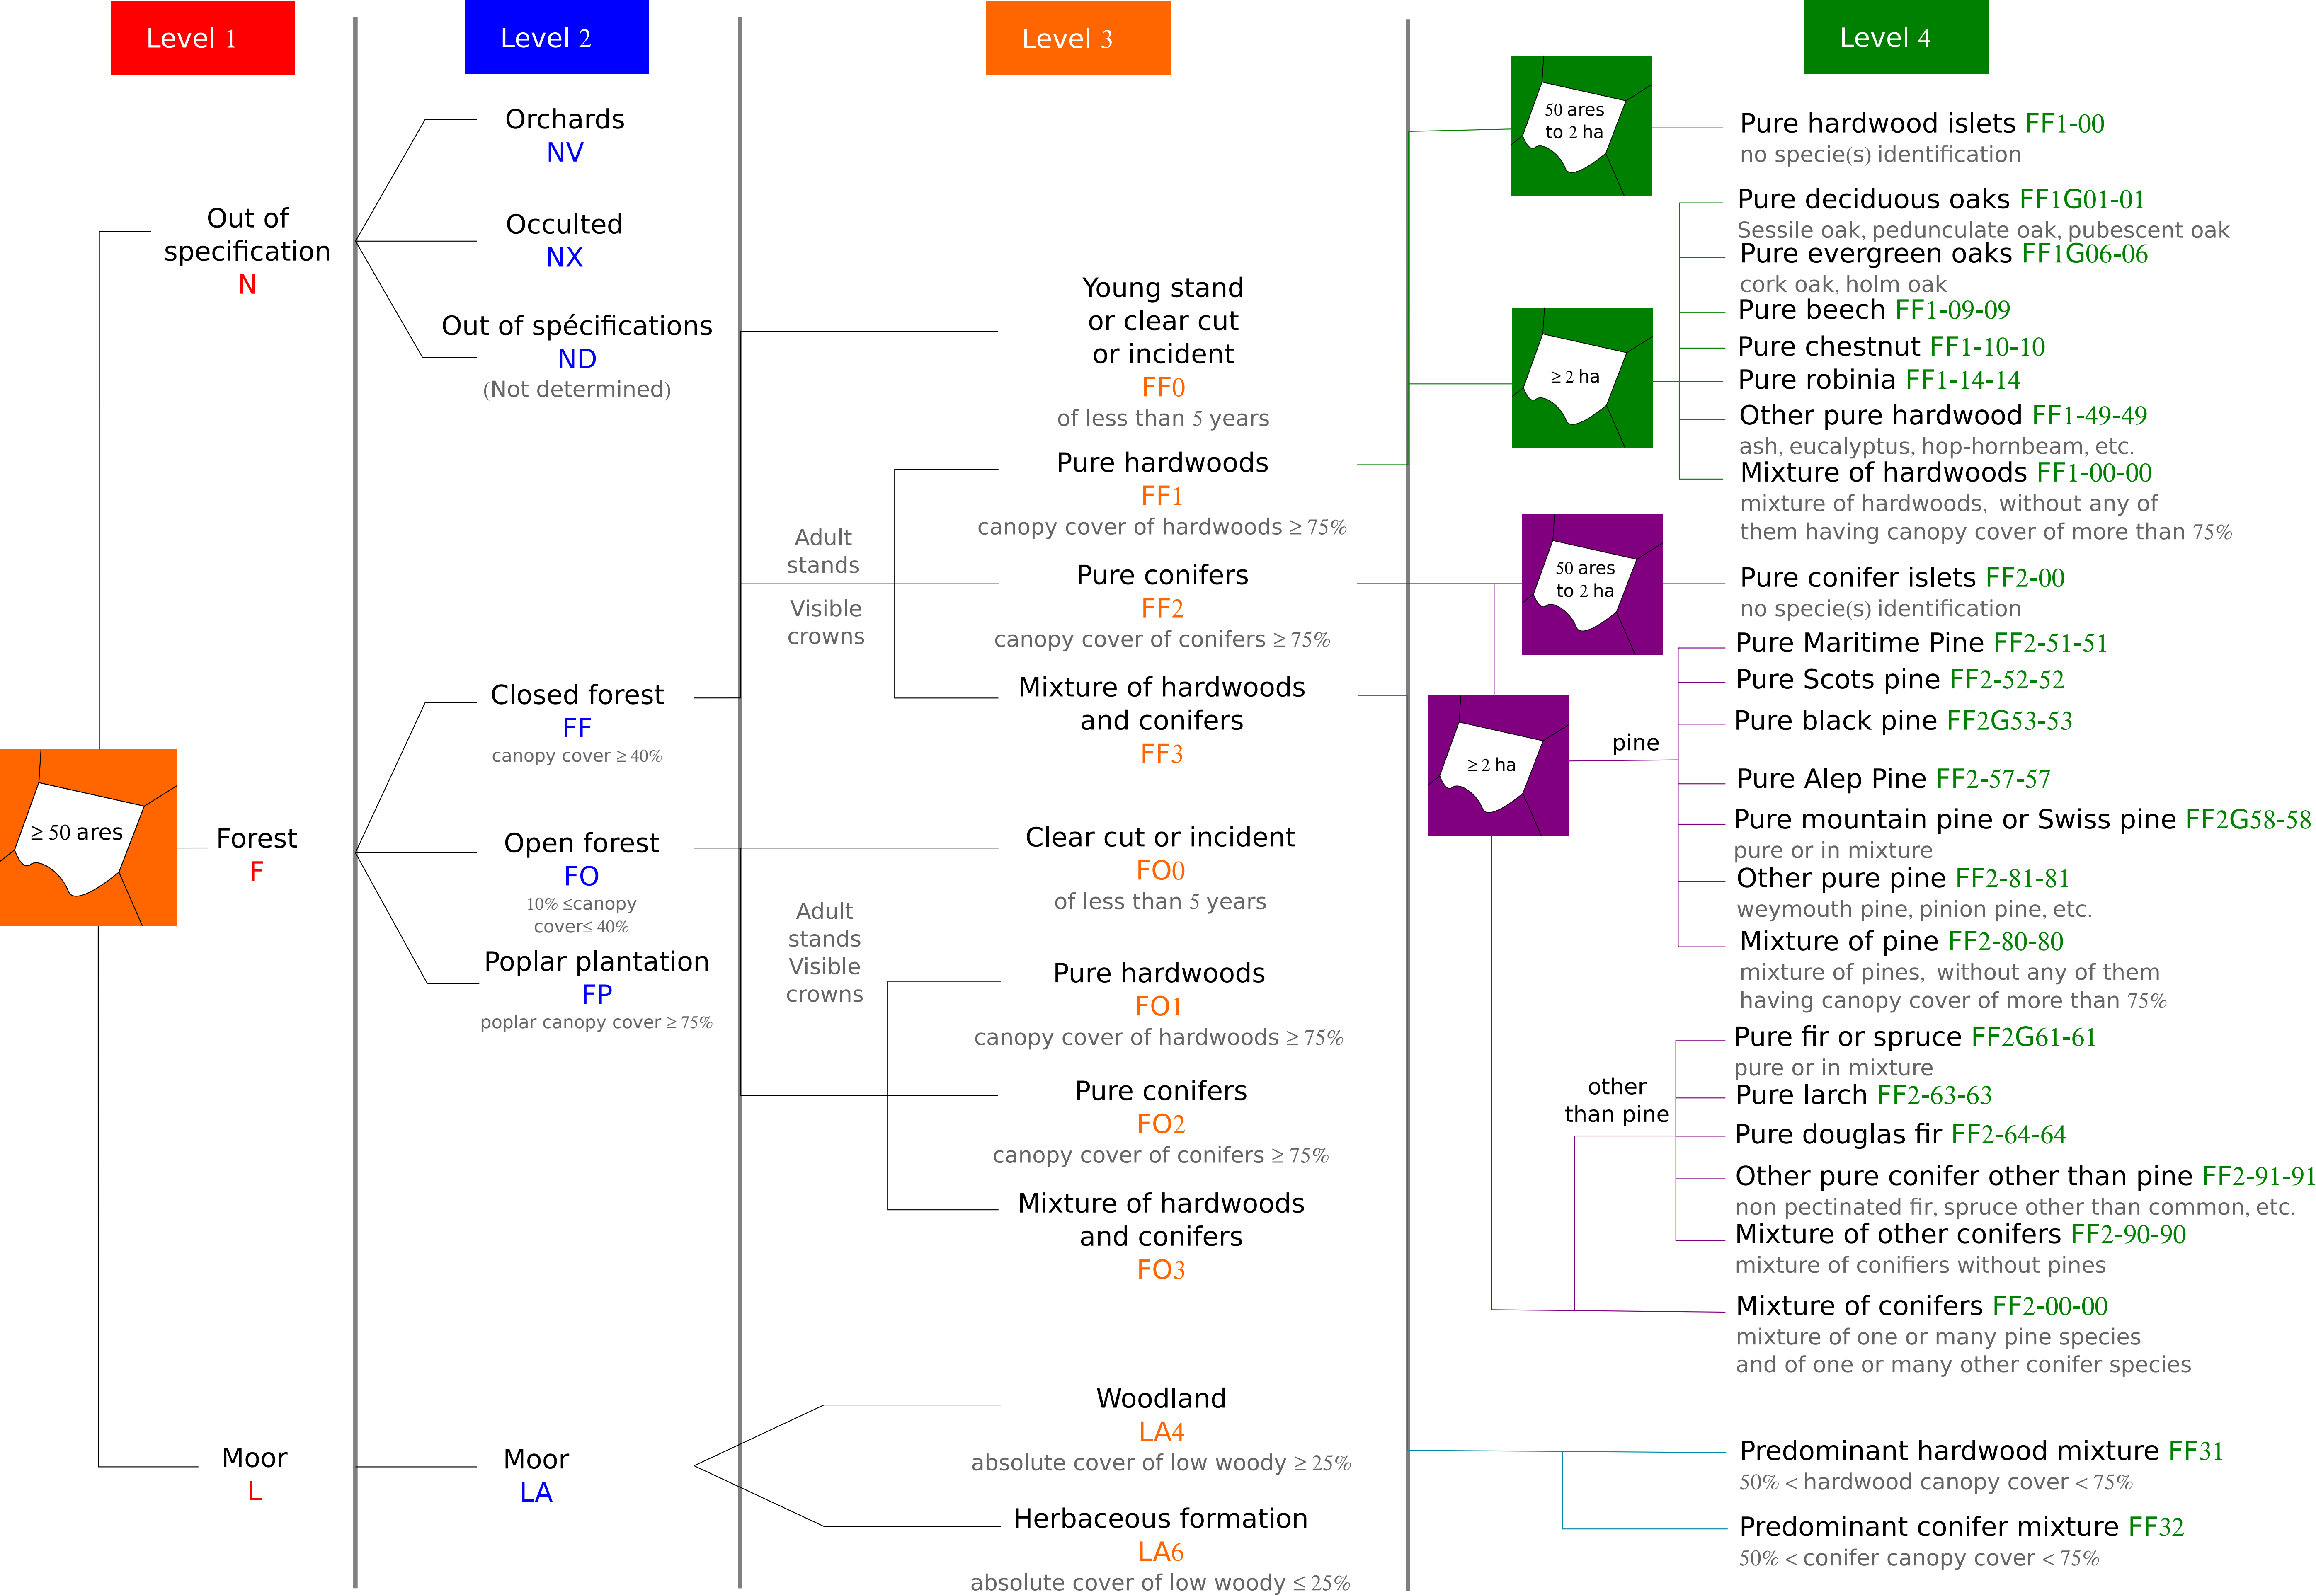 Level 1
Level 2
Level 3
Level 4
≥ 50 ares
Out of
specification
N
Forest
F
Moor
L
Orchards
NV
Occulted
NX
Out of spécifications
ND
(Not determined)
Closed forest
FF
canopy cover ≥ 40%
Open forest
FO
10% ≤canopy
cover≤ 40%
Poplar plantation
FP
poplar canopy cover ≥ 75%
Moor
LA
Adult
stands
Visible
crowns
Adult
stands
Visible
crowns
Young stand
or clear cut
or incident
FF0
of less than 5 years
Pure hardwoods
FF1
canopy cover of hardwoods ≥ 75%
Pure conifers
FF2
canopy cover of conifers ≥ 75%
Mixture of hardwoods
and conifers
FF3
Clear cut or incident
FO0
of less than 5 years
Pure hardwoods
FO1
canopy cover of hardwoods ≥ 75%
Pure conifers
FO2
canopy cover of conifers ≥ 75%
Mixture of hardwoods
and conifers
FO3
Woodland
LA4
absolute cover of low woody ≥ 25%
Herbaceous formation
LA6
absolute cover of low woody ≤ 25%
50 ares
to 2 ha
Pure hardwood islets FF1-00
no specie(s) identification
≥ 2 ha
Pure deciduous oaks FF1G01-01
Sessile oak, pedunculate oak, pubescent oak
Pure evergreen oaks FF1G06-06
cork oak, holm oak
Pure beech FF1-09-09
Pure chestnut FF1-10-10
Pure robinia FF1-14-14
Other pure hardwood FF1-49-49
ash, eucalyptus, hop-hornbeam, etc.
Mixture of hardwoods FF1-00-00
mixture of hardwoods, without any of
them having canopy cover of more than 75%
50 ares
to 2 ha
Pure conifer islets FF2-00
no specie(s) identification
≥ 2 ha
pine
Pure Maritime Pine FF2-51-51
Pure Scots pine FF2-52-52
Pure black pine FF2G53-53
Pure Alep Pine FF2-57-57
Pure mountain pine or Swiss pine FF2G58-58
pure or in mixture
Other pure pine FF2-81-81
weymouth pine, pinion pine, etc.
Mixture of pine FF2-80-80
mixture of pines, without any of them
having canopy cover of more than 75%
other
than pine
Pure fir or spruce FF2G61-61
pure or in mixture
Pure larch FF2-63-63
Pure douglas fir FF2-64-64
Other pure conifer other than pine FF2-91-91
non pectinated fir, spruce other than common, etc.
Mixture of other conifers FF2-90-90
mixture of conifiers without pines
Mixture of conifers FF2-00-00
mixture of one or many pine species
and of one or many other conifer species
Predominant hardwood mixture FF31
50% < hardwood canopy cover < 75%
Predominant conifer mixture FF32
50% < conifer canopy cover < 75%